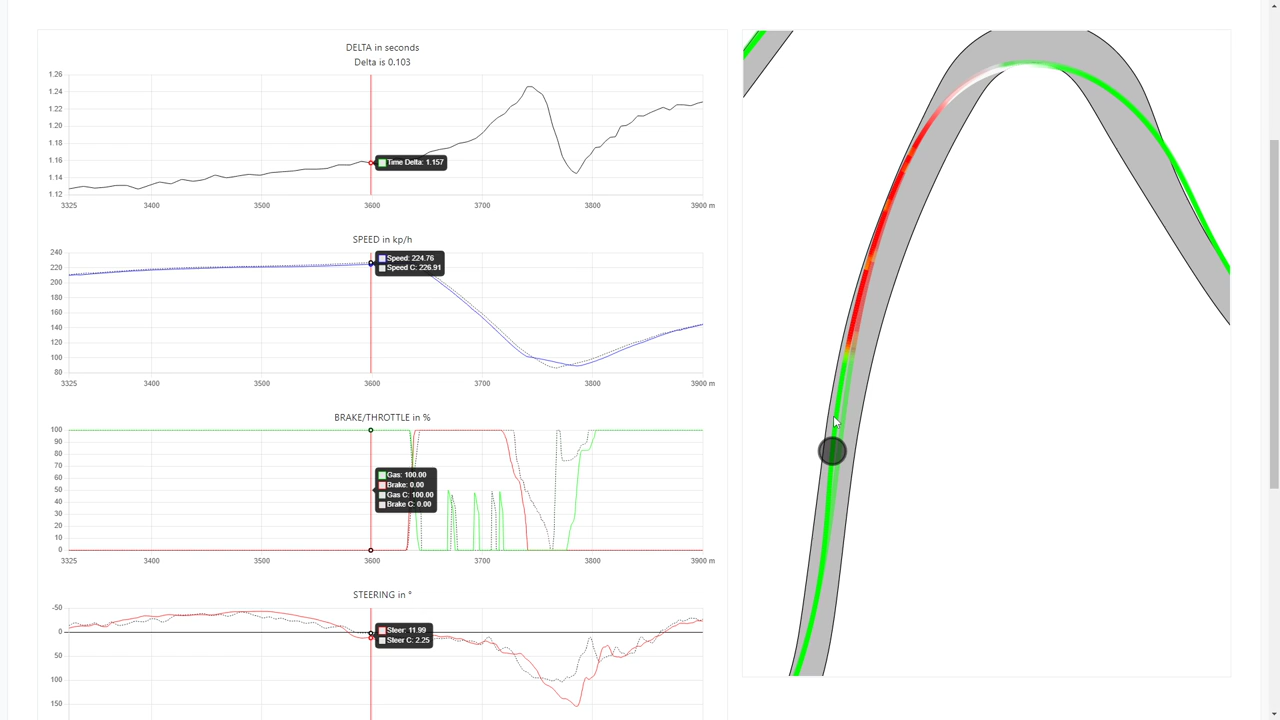 DELTA in seconds
Delta is 0.103
1.26
1.24
1.22
1.20
1.18
1.16
1.14
1.12
Time Delta: 1.157
3325 3400 3500 3600 3700 3800 3900 m
SPEED in kp/h
240
220
200
180
160
140
120
100
80
Speed: 224.76
Speed C: 226.91
3325 3400 3500 3600 3700 3800 3900 m
BRAKE/THROTTLE in %
100
90
80
70
60
50
40
30
20
10
0
Gas: 100.00
Brake: 0.00
Gas C: 100.00
Brake C: 0.00
3325 3400 3500 3600 3700 3800 3900 m
STEERING in °
-50
0
50
100
150
Steer: 11.99
Steer C: 2.25